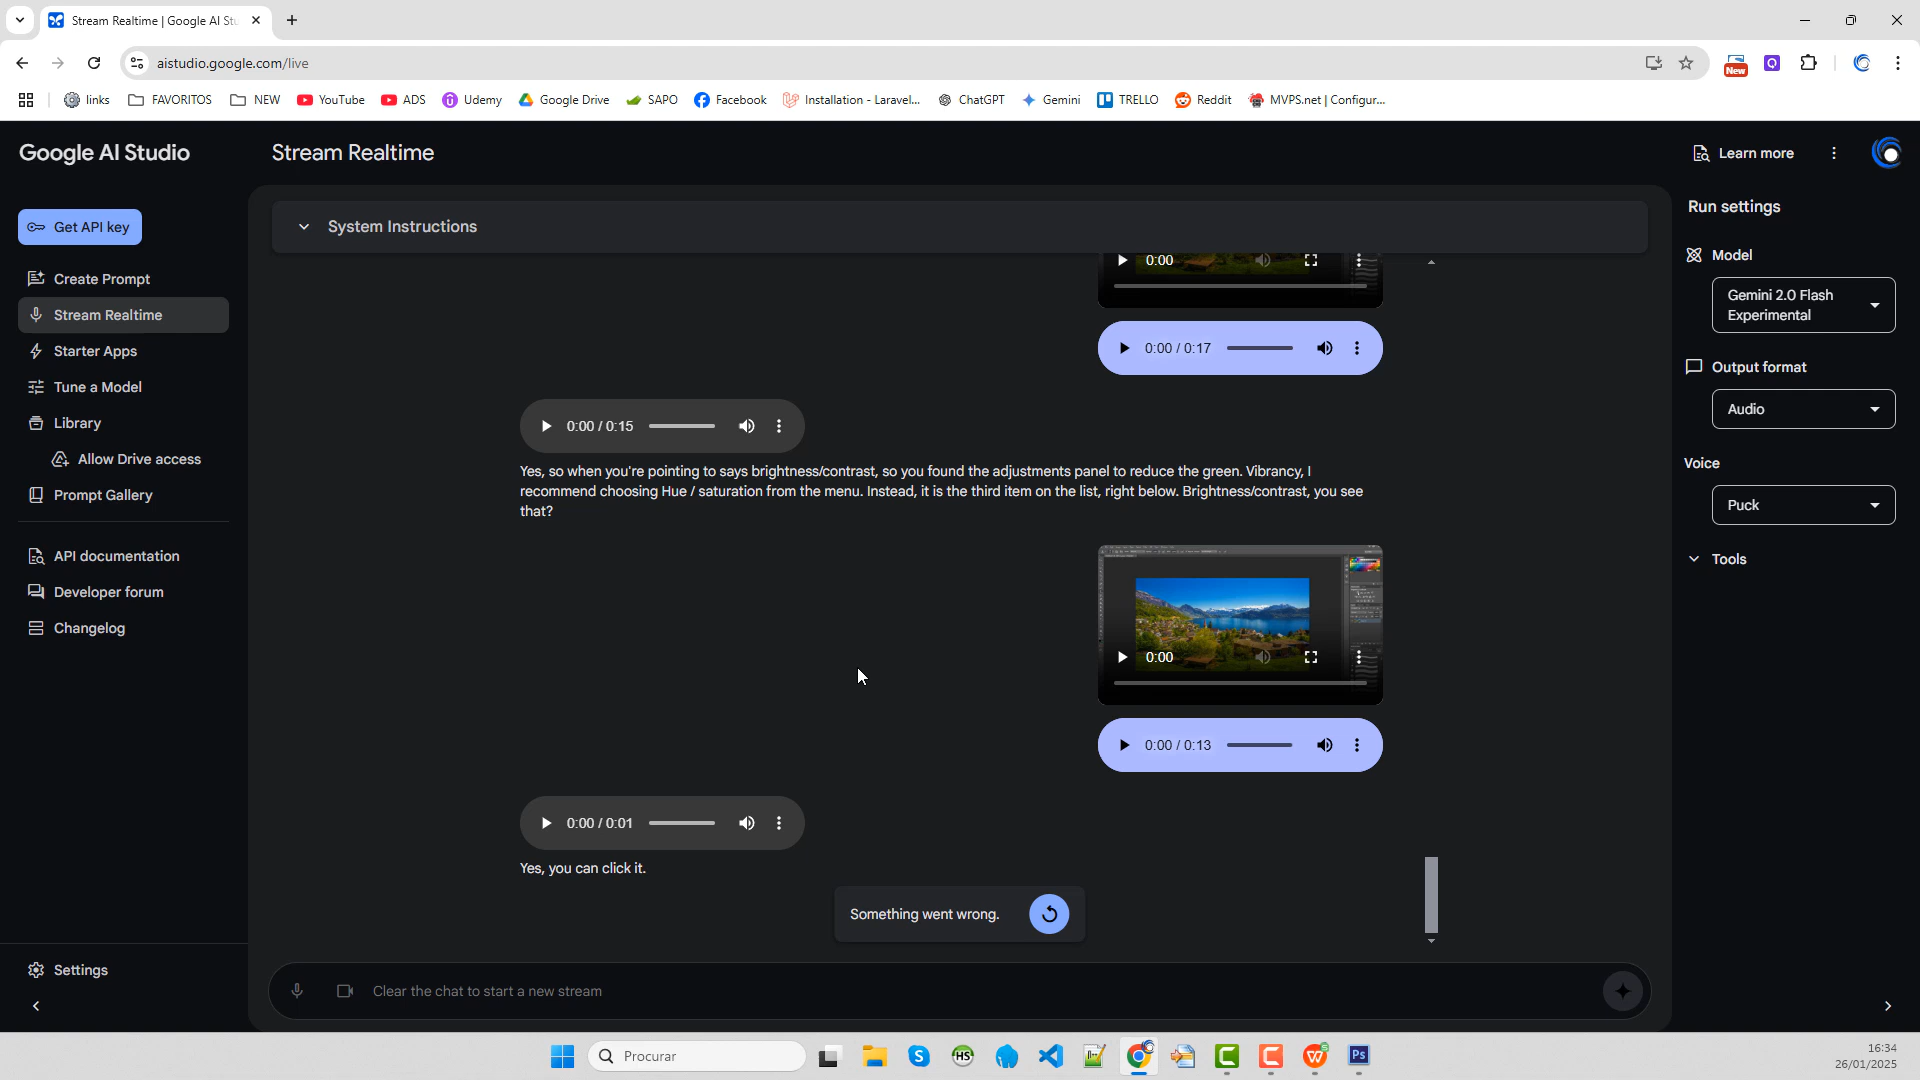 Stream Realtime | Google AI Stu
aistudio.google.com/live
New
links
FAVORITOS
NEW
YouTube
ADS
Udemy
Google Drive
SAPO
Facebook
Installation - Laravel...
ChatGPT
Gemini
TRELLO
Reddit
MVPS.net | Configur...
Google AI Studio
Stream Realtime
Learn more
Get API key
Create Prompt
Stream Realtime
Starter Apps
Tune a Model
Library
Allow Drive access
Prompt Gallery
API documentation
Developer forum
Changelog
Settings
System Instructions
0:00
0:00 / 0:17
0:00 / 0:15
Yes, so when you're pointing to says brightness/contrast, so you found the adjustments panel to reduce the green. Vibrancy, I
recommend choosing Hue / saturation from the menu. Instead, it is the third item on the list, right below. Brightness/contrast, you see
that?
0:00
0:00 / 0:13
0:00 / 0:01
Yes, you can click it.
Something went wrong.
Clear the chat to start a new stream
Run settings
Model
Gemini 2.0 Flash
Experimental
Output format
Audio
Voice
Puck
Tools
Procurar
HS
Ps
16:34
26/01/2025